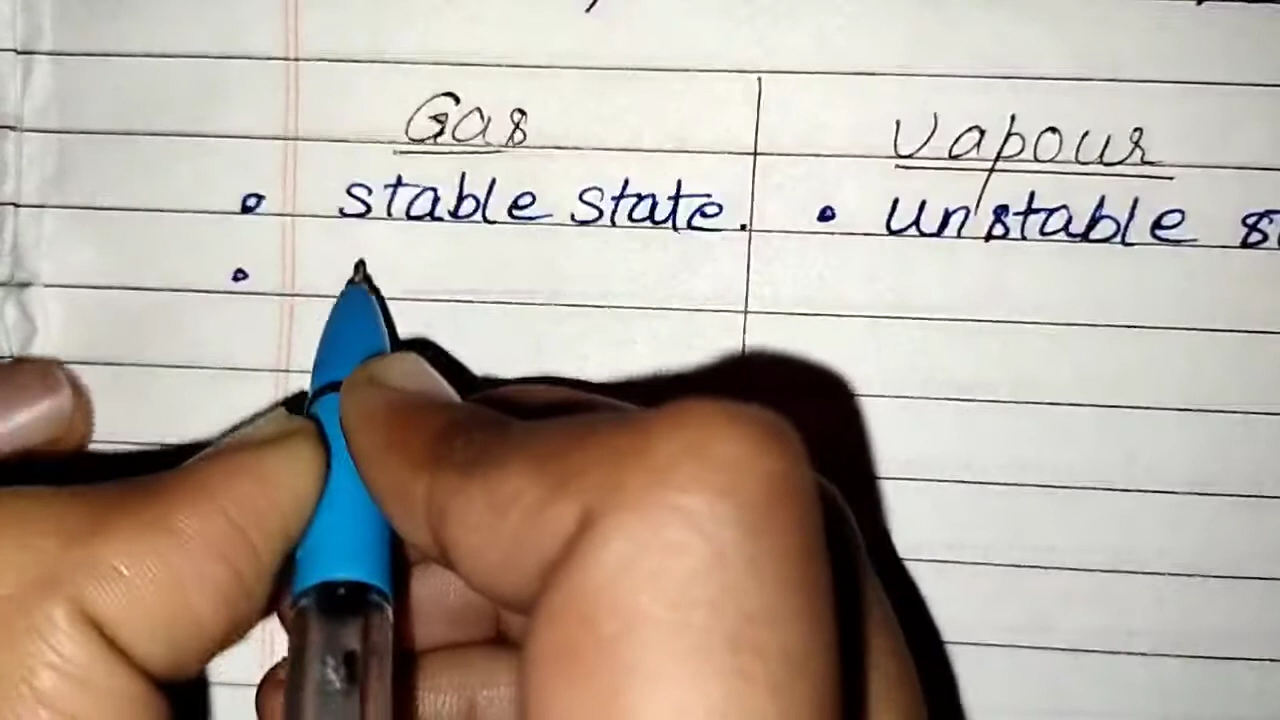 Gas
Vapour
• stable state.
• unstable
•